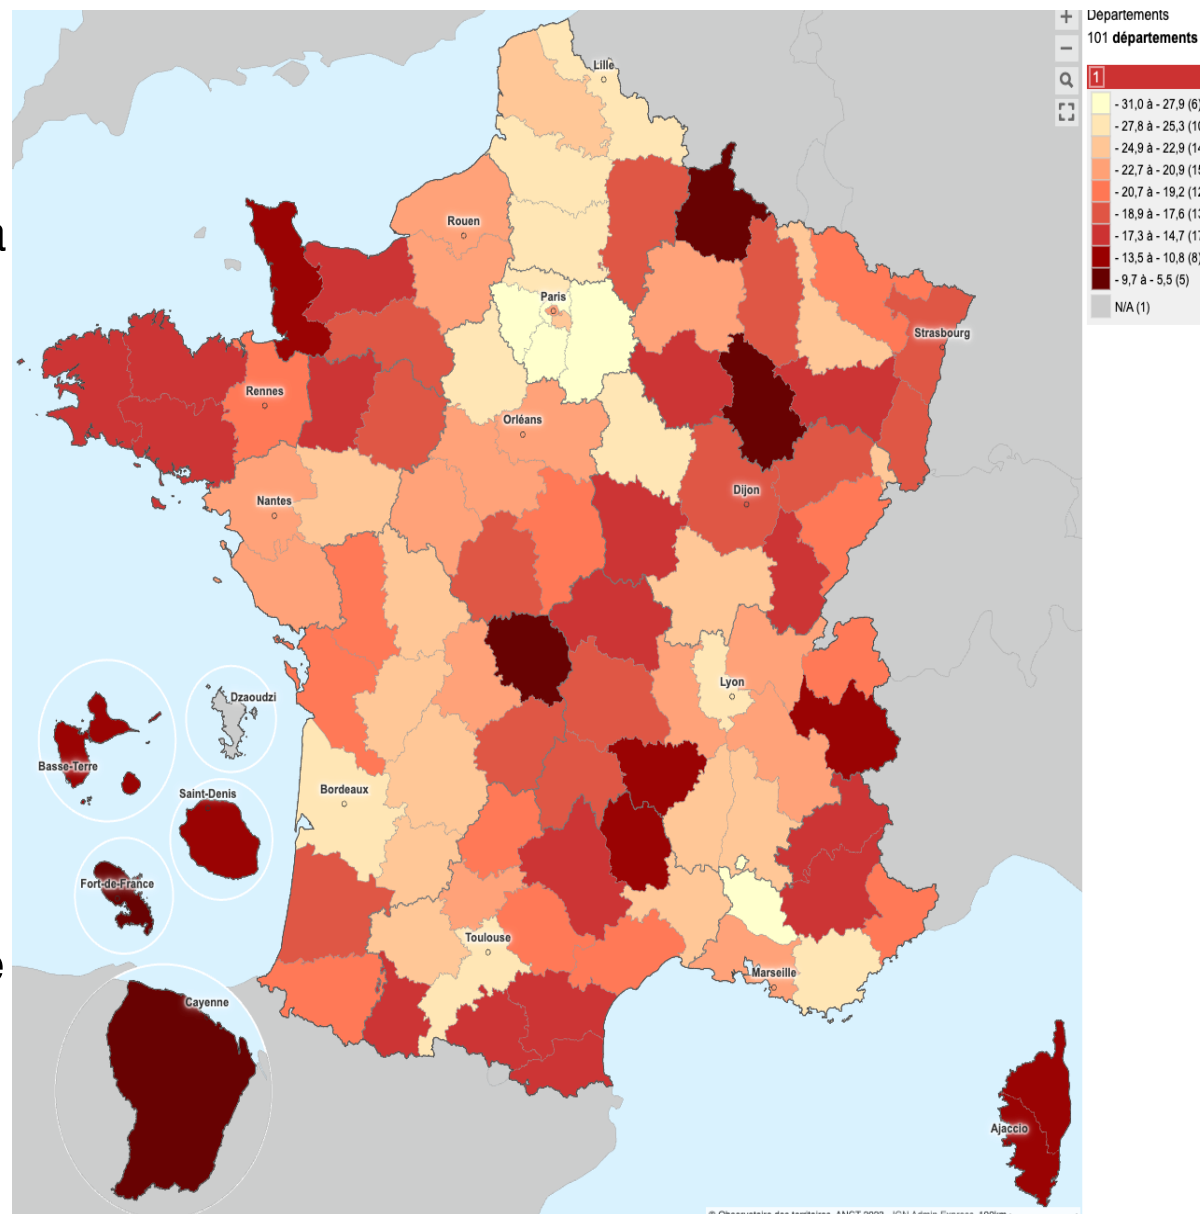 Départements
101 départements
1
- 31,0 à - 27,9 (6)
- 27,8 à - 25,3 (10
- 24,9 à - 22,9 (14
- 22,7 à - 20,9 (15
- 20,7 à - 19,2 (12
- 18,9 à - 17,6 (13
- 17,3 à - 14,7 (17
- 13,5 à - 10,8 (8)
- 9,7 à - 5,5 (5)
N/A (1)
Lille
Rouen
Paris
Strasbourg
Rennes
Orléans
Nantes
Dijon
Lyon
Dzaoudzi
Basse-Terre
Saint-Denis
Bordeaux
Fort-de-France
Toulouse
Marseille
Cayenne
Ajaccio